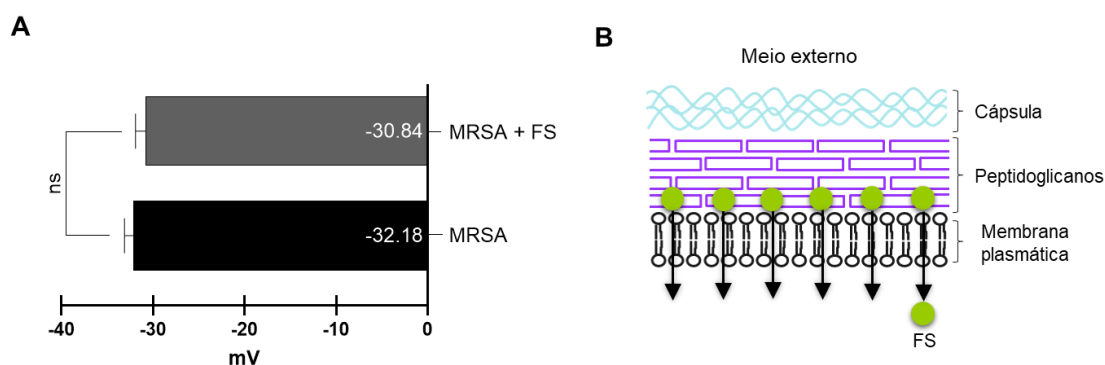 A
-30.84
MRSA + FS
ns
-32.18
MRSA
-40
-30
-20
-10
0
mV
B
Meio externo
Cápsula
Peptidoglicanos
Membrana
plasmática
FS